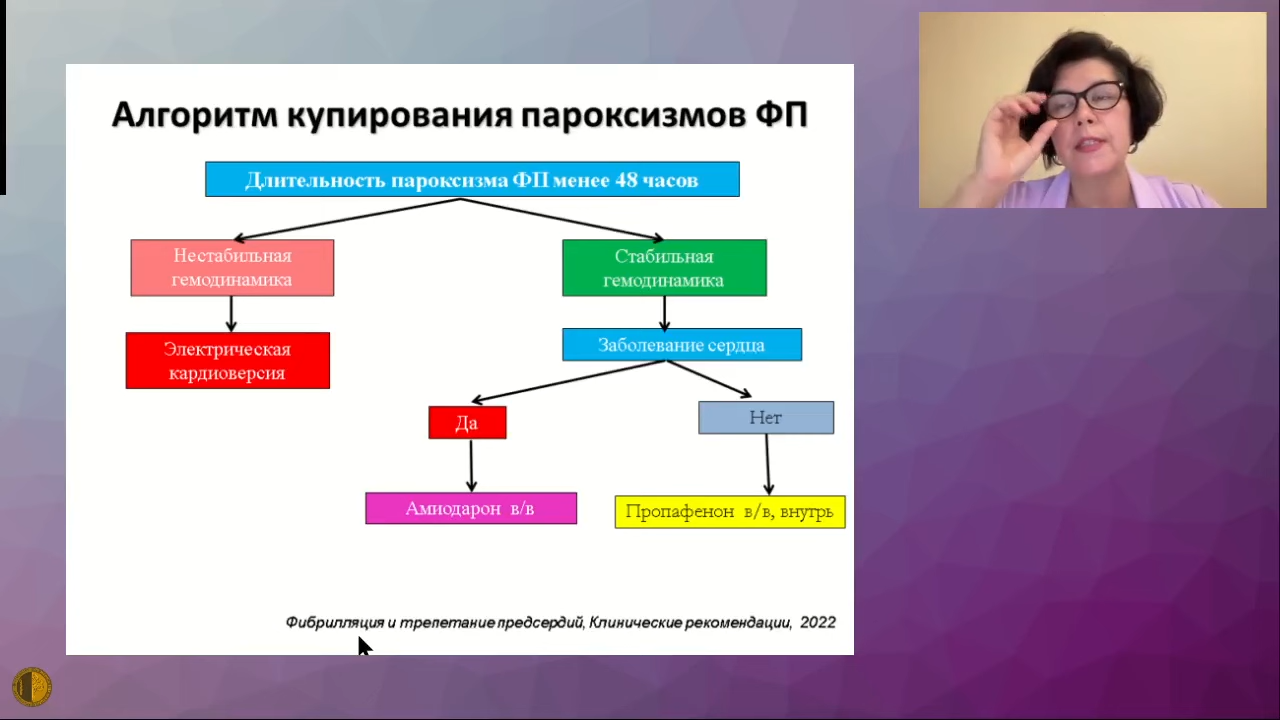 Алгоритм купирования пароксизмов ФП
Длительность пароксизма ФП менее 48 часов
Нестабильная
гемодинамика
Стабильная
гемодинамика
Электрическая
кардиоверсия
Заболевание сердца
Да
Нет
Амиодарон в/в
Пропафенон в/в, внутрь
Фибрилляция и трепетание предсердий, Клинические рекомендации, 2022